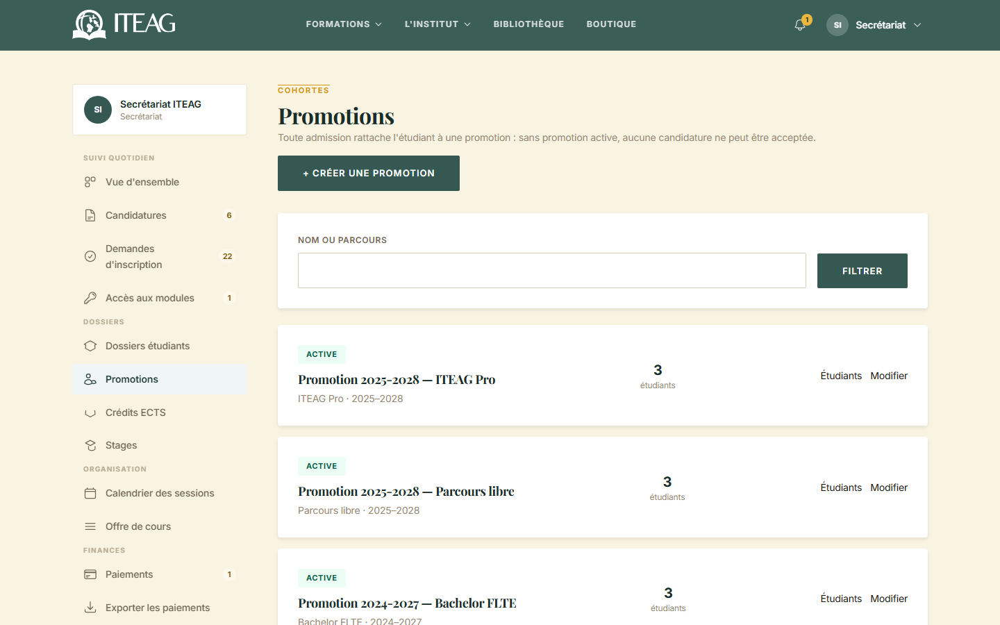 ITEAG
FORMATIONS
L'INSTITUT
BIBLIOTHÈQUE
BOUTIQUE
1
SI
Secrétariat
SI
Secrétariat ITEAG
Secrétariat
SUIVI QUOTIDIEN
Vue d'ensemble
Candidatures
6
Demandes
d'inscription
22
Accès aux modules
1
DOSSIERS
Dossiers étudiants
Promotions
Crédits ECTS
Stages
ORGANISATION
Calendrier des sessions
Offre de cours
FINANCES
Paiements
1
Exporter les paiements
COHORTES
Promotions
Toute admission rattache l'étudiant à une promotion : sans promotion active, aucune candidature ne peut être acceptée.
+ CRÉER UNE PROMOTION
NOM OU PARCOURS
FILTRER
ACTIVE
Promotion 2025-2028 — ITEAG Pro
ITEAG Pro · 2025–2028
3
étudiants
Étudiants
Modifier
ACTIVE
Promotion 2025-2028 — Parcours libre
Parcours libre · 2025–2028
3
étudiants
Étudiants
Modifier
ACTIVE
Promotion 2024-2027 — Bachelor FLTE
Bachelor FLTE · 2024–2027
3
étudiants
Étudiants
Modifier